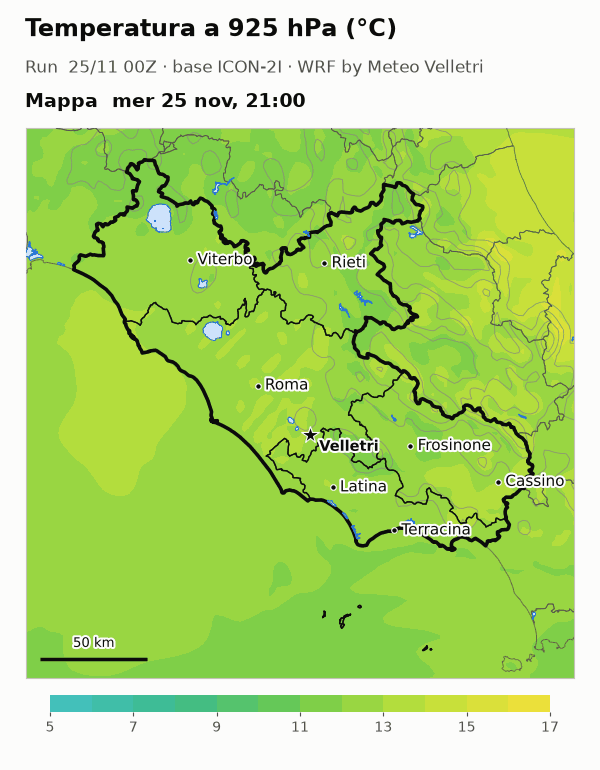 Temperatura a 925 hPa (°C)
Run  25/11 00Z · base ICON-2I · WRF by Meteo Velletri
Mappa  mer 25 nov, 21:00
Viterbo
Rieti
Roma
Velletri
Frosinone
Cassino
Latina
Terracina
50 km
5 7 9 11 13 15 17